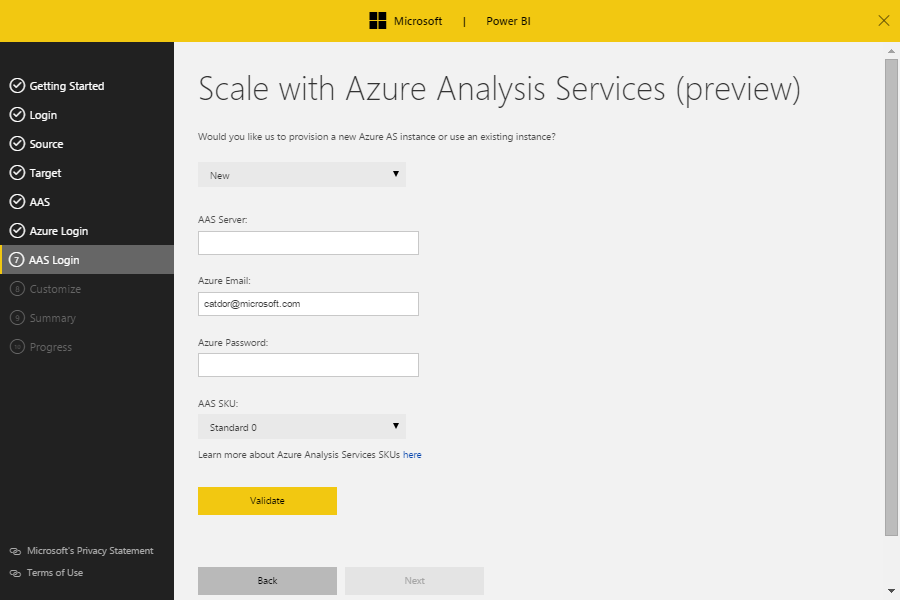 Microsoft | Power BI
Getting Started
Login
Source
Target
AAS
Azure Login
7 AAS Login
8 Customize
9 Summary
10 Progress
Microsoft's Privacy Statement
Terms of Use
Scale with Azure Analysis Services (preview)
Would you like us to provision a new Azure AS instance or use an existing instance?
New
AAS Server:
Azure Email:
catdor@microsoft.com
Azure Password:
AAS SKU:
Standard 0
Learn more about Azure Analysis Services SKUs here
Validate
Back
Next